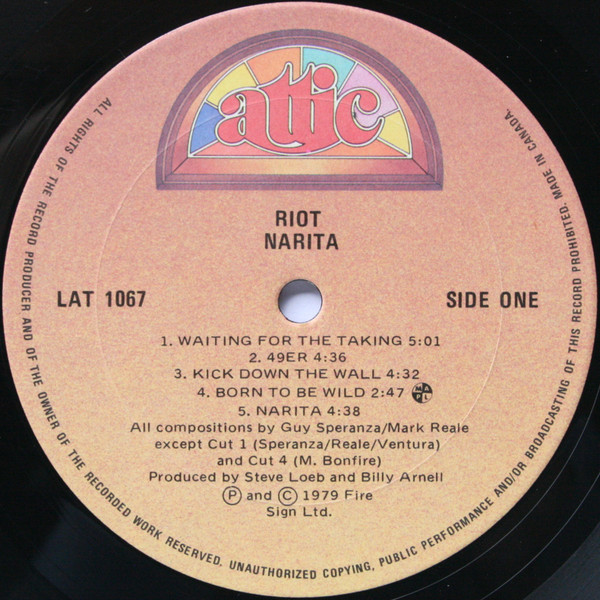 attic
RIOT
NARITA
LAT 1067
SIDE ONE
1. WAITING FOR THE TAKING 5:01
2. 49ER 4:36
3. KICK DOWN THE WALL 4:32
4. BORN TO BE WILD 2:47 M A P L
5. NARITA 4:38
All compositions by Guy Speranza/Mark Reale
except Cut 1 (Speranza/Reale/Ventura)
and Cut 4 (M. Bonfire)
Produced by Steve Loeb and Billy Arnell
Ⓟ and Ⓒ 1979 Fire
Sign Ltd.
ALL RIGHTS OF THE RECORD PRODUCER AND OF THE OWNER OF THE RECORDED WORK RESERVED. UNAUTHORIZED COPYING, PUBLIC PERFORMANCE AND/OR BROADCASTING OF THIS RECORD PROHIBITED. MADE IN CANADA.